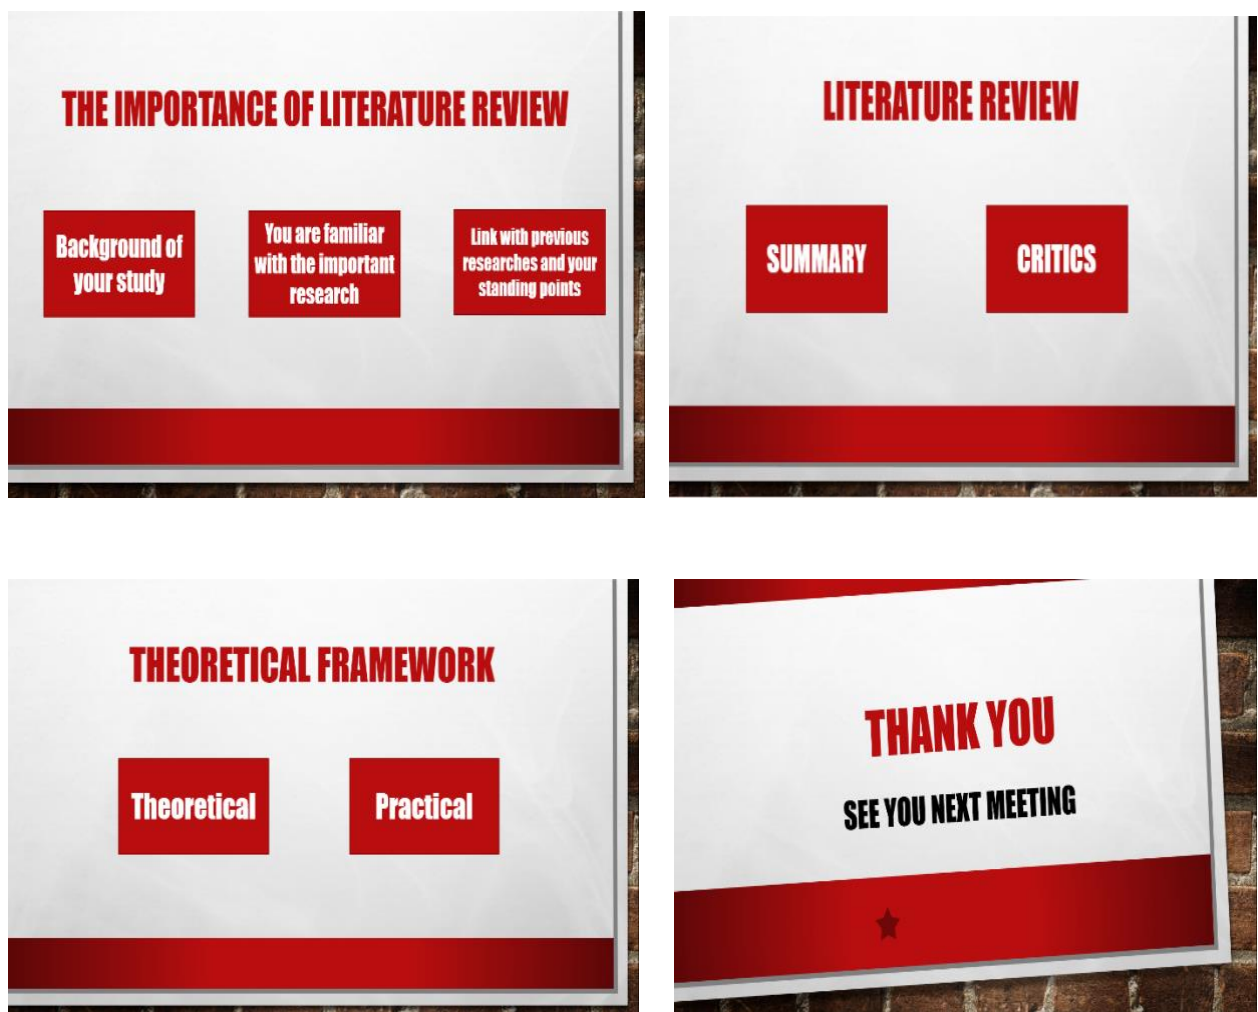 THE IMPORTANCE OF LITERATURE REVIEW
Background of
your study
You are familiar
with the important
research
Link with previous
researches and your
standing points
LITERATURE REVIEW
SUMMARY
CRITICS
THEORETICAL FRAMEWORK
Theoretical
Practical
THANK YOU
SEE YOU NEXT MEETING